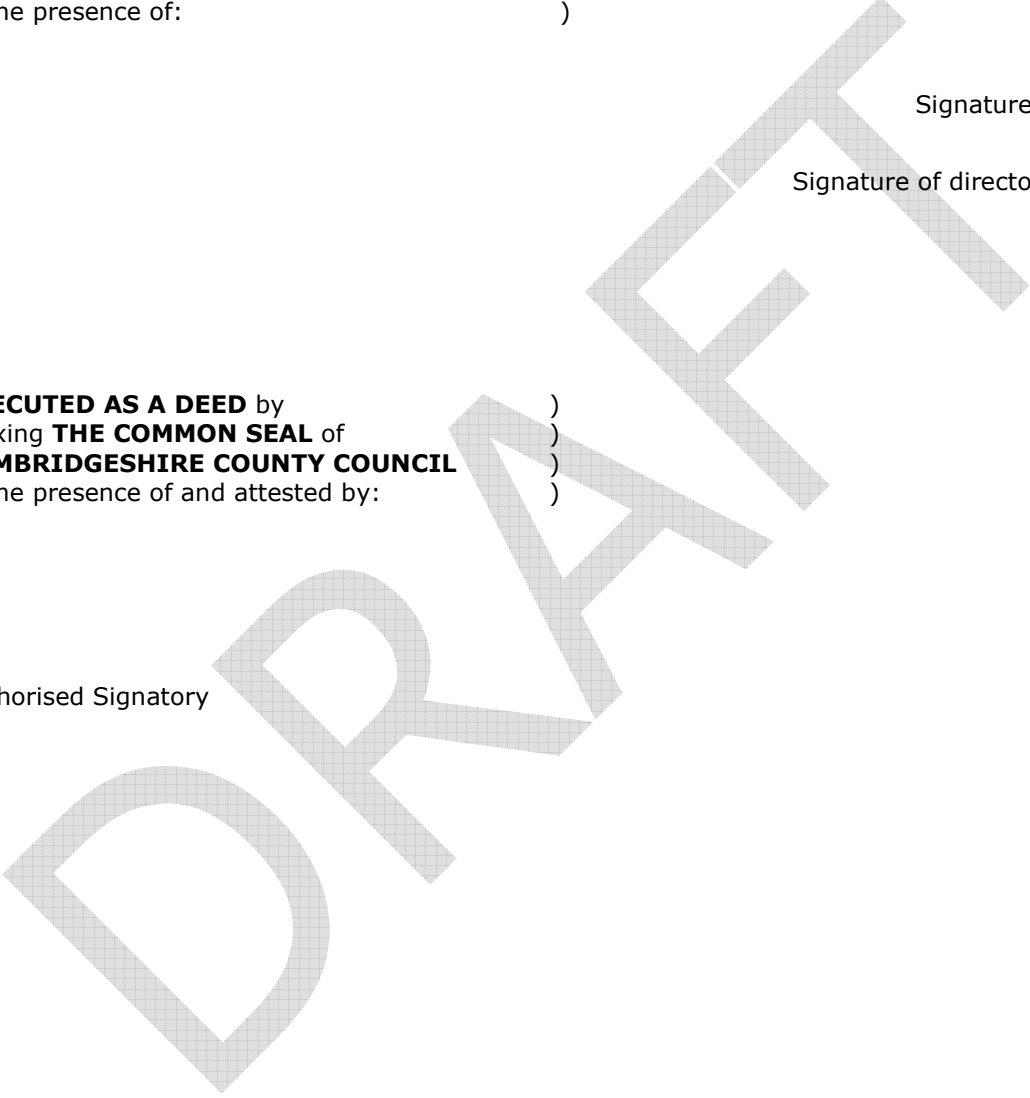 he presence of: )
Signature
Signature of directo
ECUTED AS A DEED by )
king THE COMMON SEAL of )
MBRIDGESHIRE COUNTY COUNCIL )
he presence of and attested by: )
horised Signatory
DRAFT